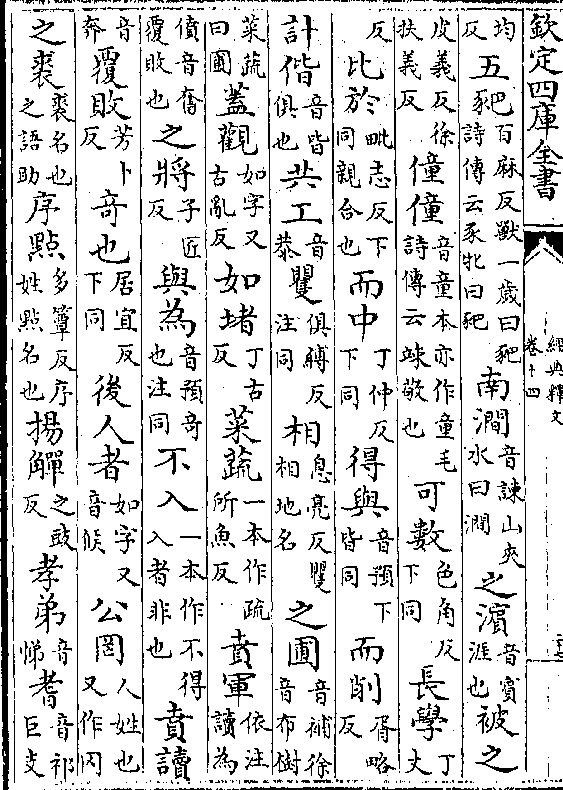 欽定四庫全書
經典釋文
卷十四
均反五豝百麻反獸一歲曰豝豕詩傳云豕牝曰豝南澗音諫山夾水曰澗之濱音賓涯也被之
皮義反徐扶義反僮僮音童本亦作童毛詩傳云竦敬也可數色角反下同長學丁丈
反比於毗志反下同親合也而中丁仲反下同得與音預下皆同而削胥略反
計偕音皆俱也共工音恭矍俱縛反注同相息亮反矍相地名之圃音補徐音布樹
菜蔬曰圃蓋觀如字又古亂反如堵丁古反菜蔬一本作疏所魚反賁軍依注讀為
僨音奮覆敗也之將子匠反與為音預奇也注同不入一本作不得入者非也賁讀
音奔覆敗芳卜反奇也居宜反下同後人者如字又音候公罔人姓也又作冈
之裘裘名也之語助序點多簟反序姓點名也揚觶之豉反孝弟音悌耆音祁巨支